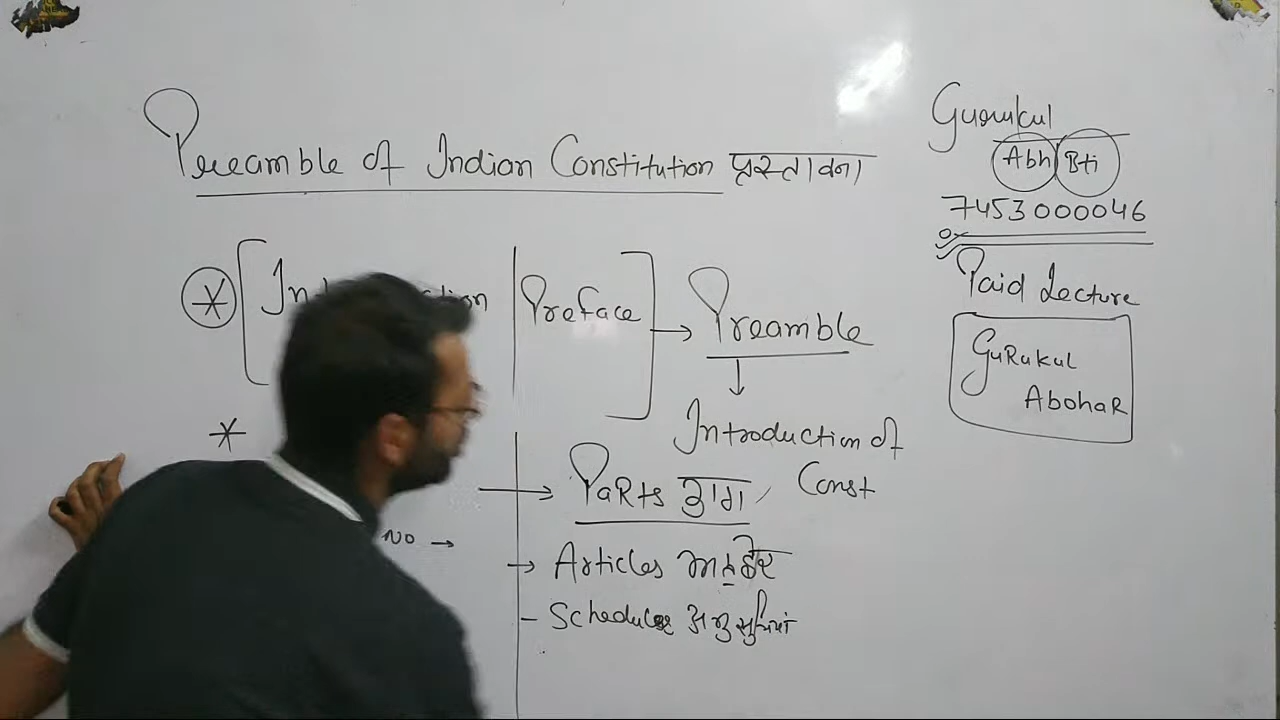 Preamble of Indian Constitution प्रस्तावना
Gurukul
Abh Bti
7453000046
Paid Lecture
GuRukul
AbohaR
Preface → Preamble
Introduction of
Const
→ PaRts भाग
No →
→ Articles
- Schedules अनुसूचियां